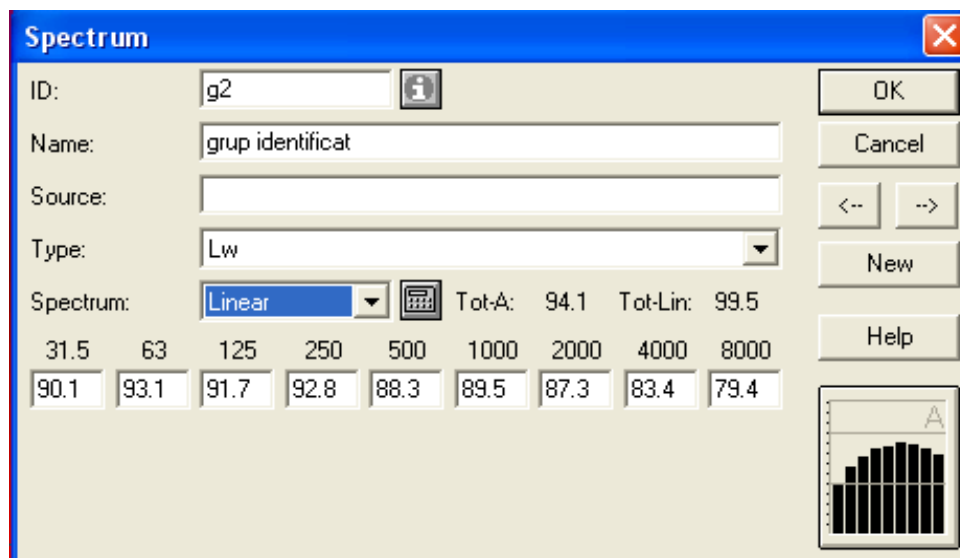 Spectrum
ID: g2 OK
Name: grup identificat Cancel
Source: <-- -->
Type: Lw New
Spectrum: Linear Tot-A: 94.1 Tot-Lin: 99.5
Help
31.5 63 125 250 500 1000 2000 4000 8000
90.1 93.1 91.7 92.8 88.3 89.5 87.3 83.4 79.4
A